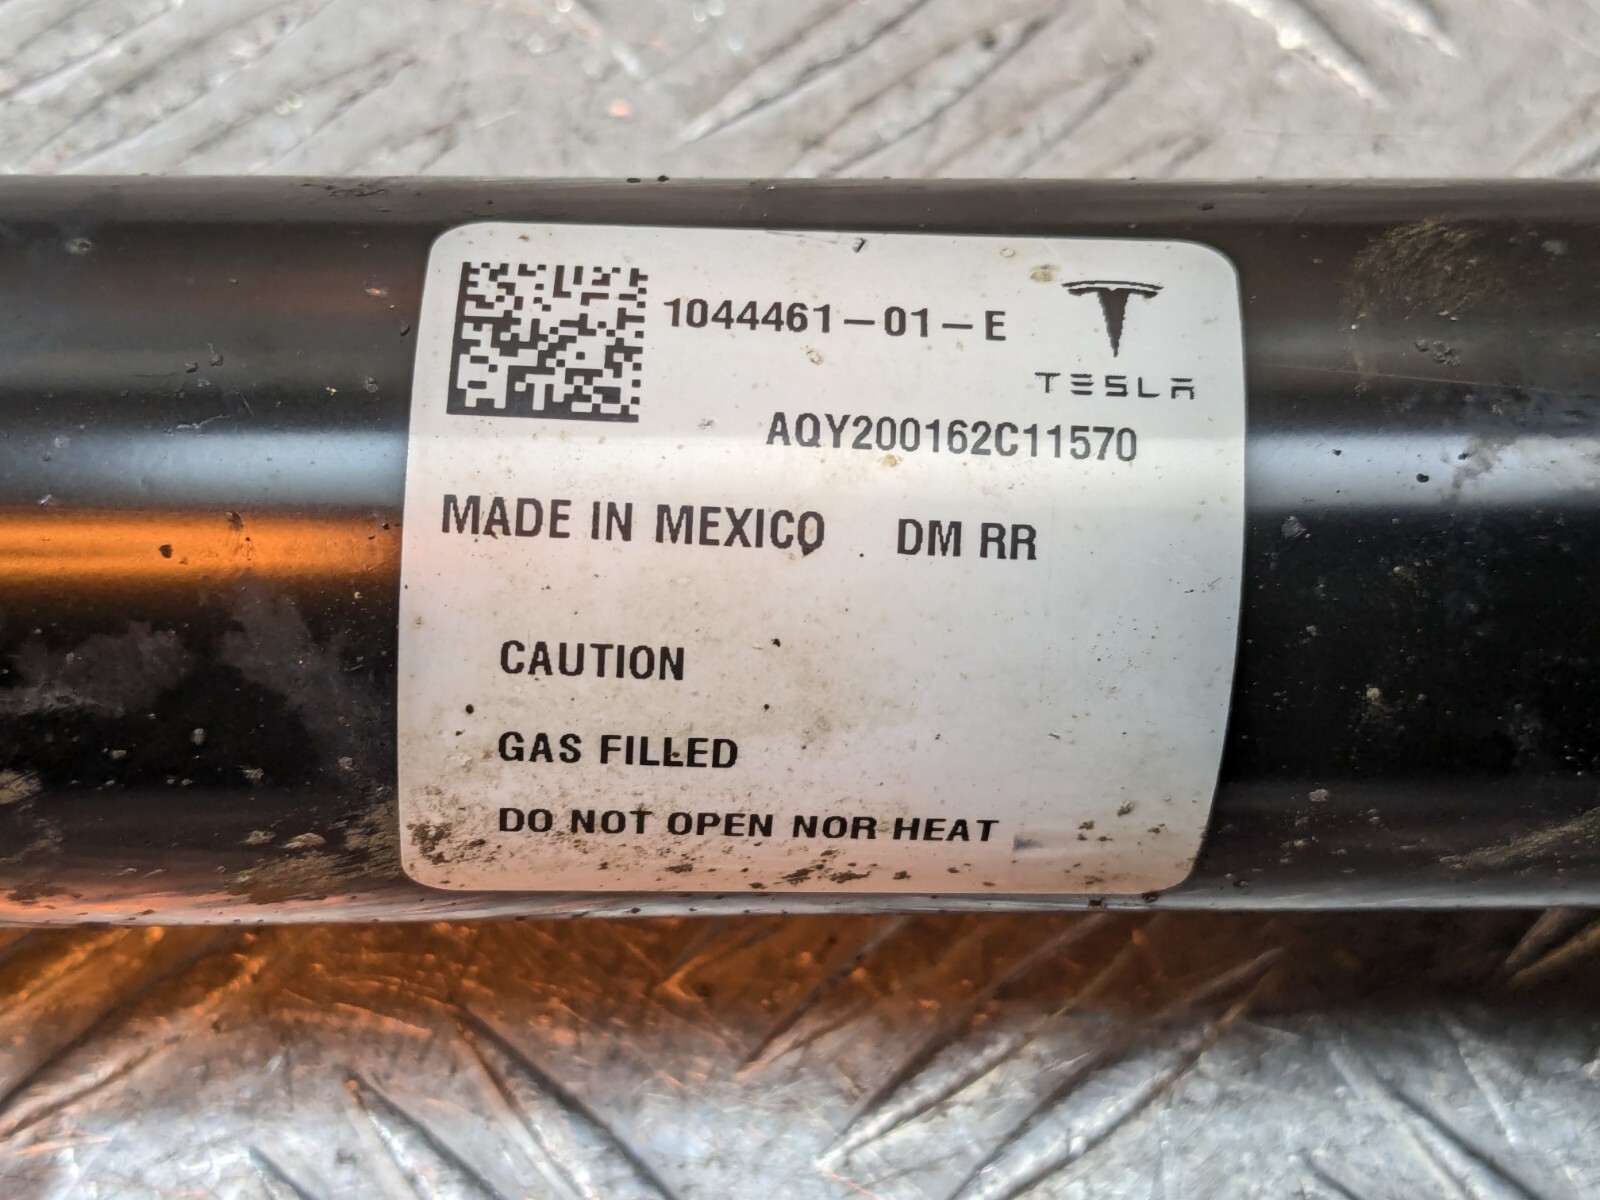 1044461-01-E
TESLA
AQY200162C11570
MADE IN MEXICO DM RR
CAUTION
GAS FILLED
DO NOT OPEN NOR HEAT